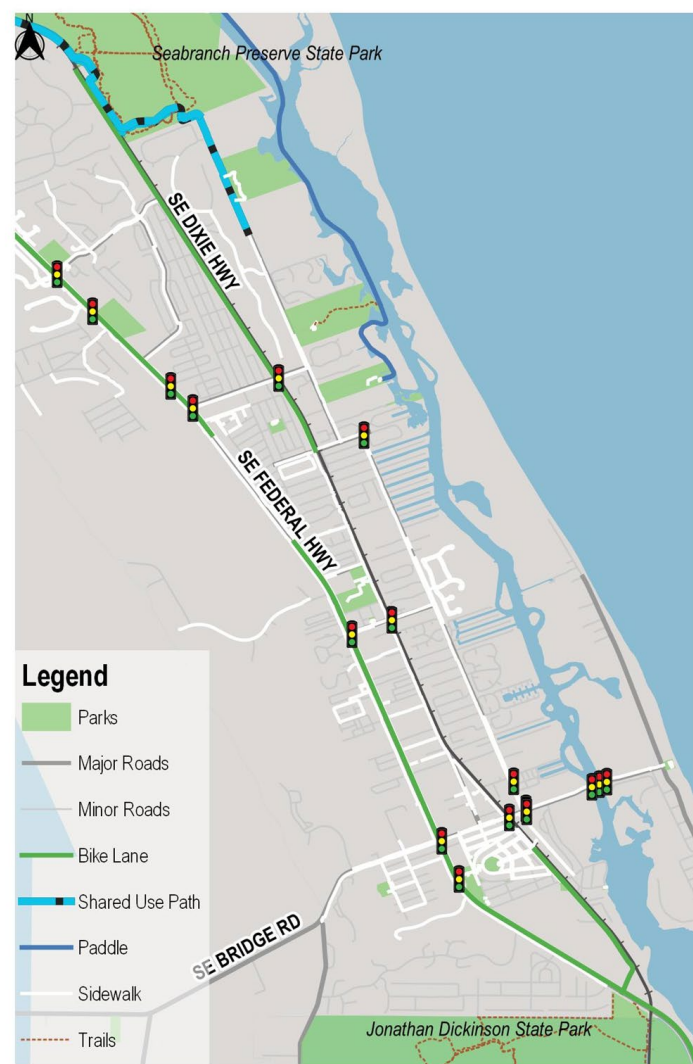 N
Seabranch Preserve State Park
SE DIXIE HWY
SE FEDERAL HWY
Legend
Parks
Major Roads
Minor Roads
Bike Lane
Shared Use Path
Paddle
Sidewalk
Trails
SE BRIDGE RD
Jonathan Dickinson State Park